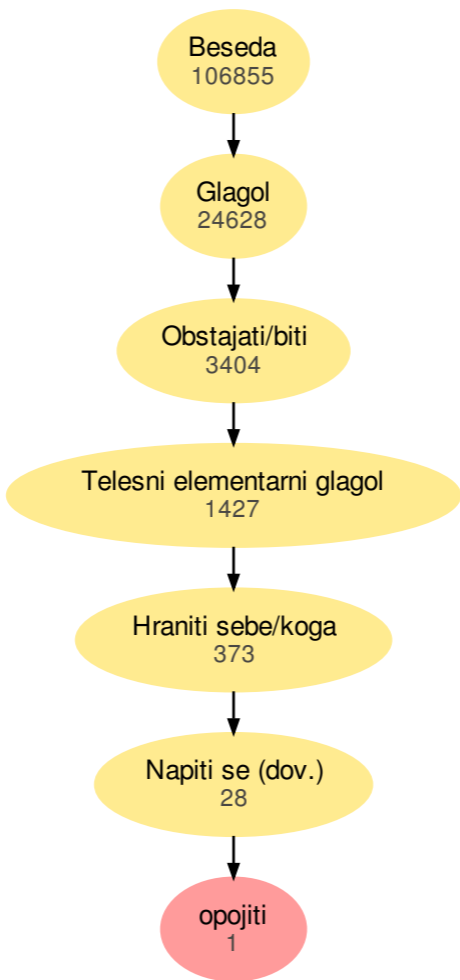 Beseda
106855
Glagol
24628
Obstajati/biti
3404
Telesni elementarni glagol
1427
Hraniti sebe/koga
373
Napiti se (dov.)
28
opojiti
1